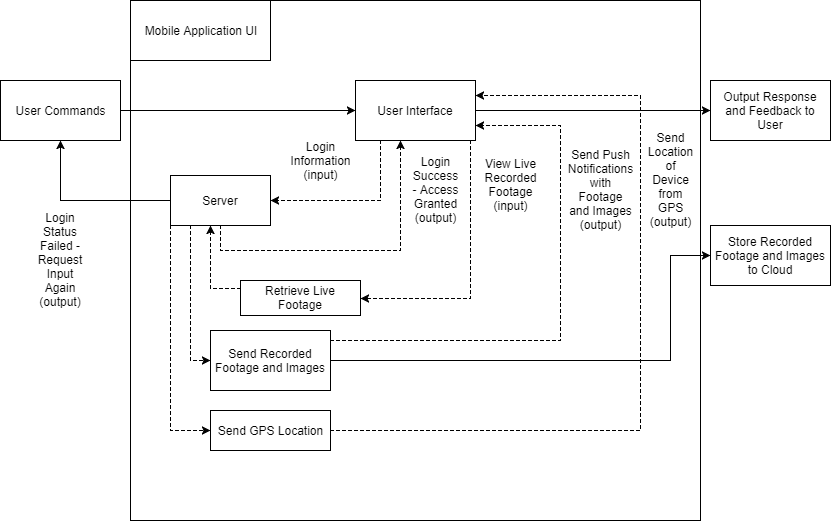 Mobile Application UI
User Commands
User Interface
Output Response
and Feedback to
User
Login
Information
(input)
Login
Success
- Access
Granted
(output)
View Live
Recorded
Footage
(input)
Send Push
Notifications
with
Footage
and Images
(output)
Send
Location
of
Device
from
GPS
(output)
Server
Login
Status
Failed -
Request
Input
Again
(output)
Store Recorded
Footage and Images
to Cloud
Retrieve Live
Footage
Send Recorded
Footage and Images
Send GPS Location